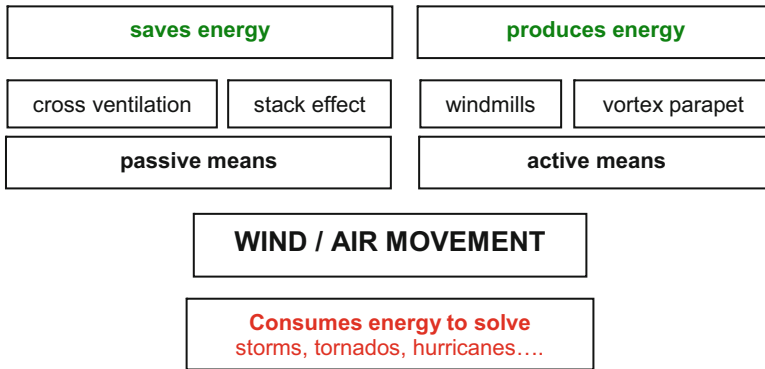 saves energy
produces energy
cross ventilation
stack effect
windmills
vortex parapet
passive means
active means
WIND / AIR MOVEMENT
Consumes energy to solve
storms, tornados, hurricanes….